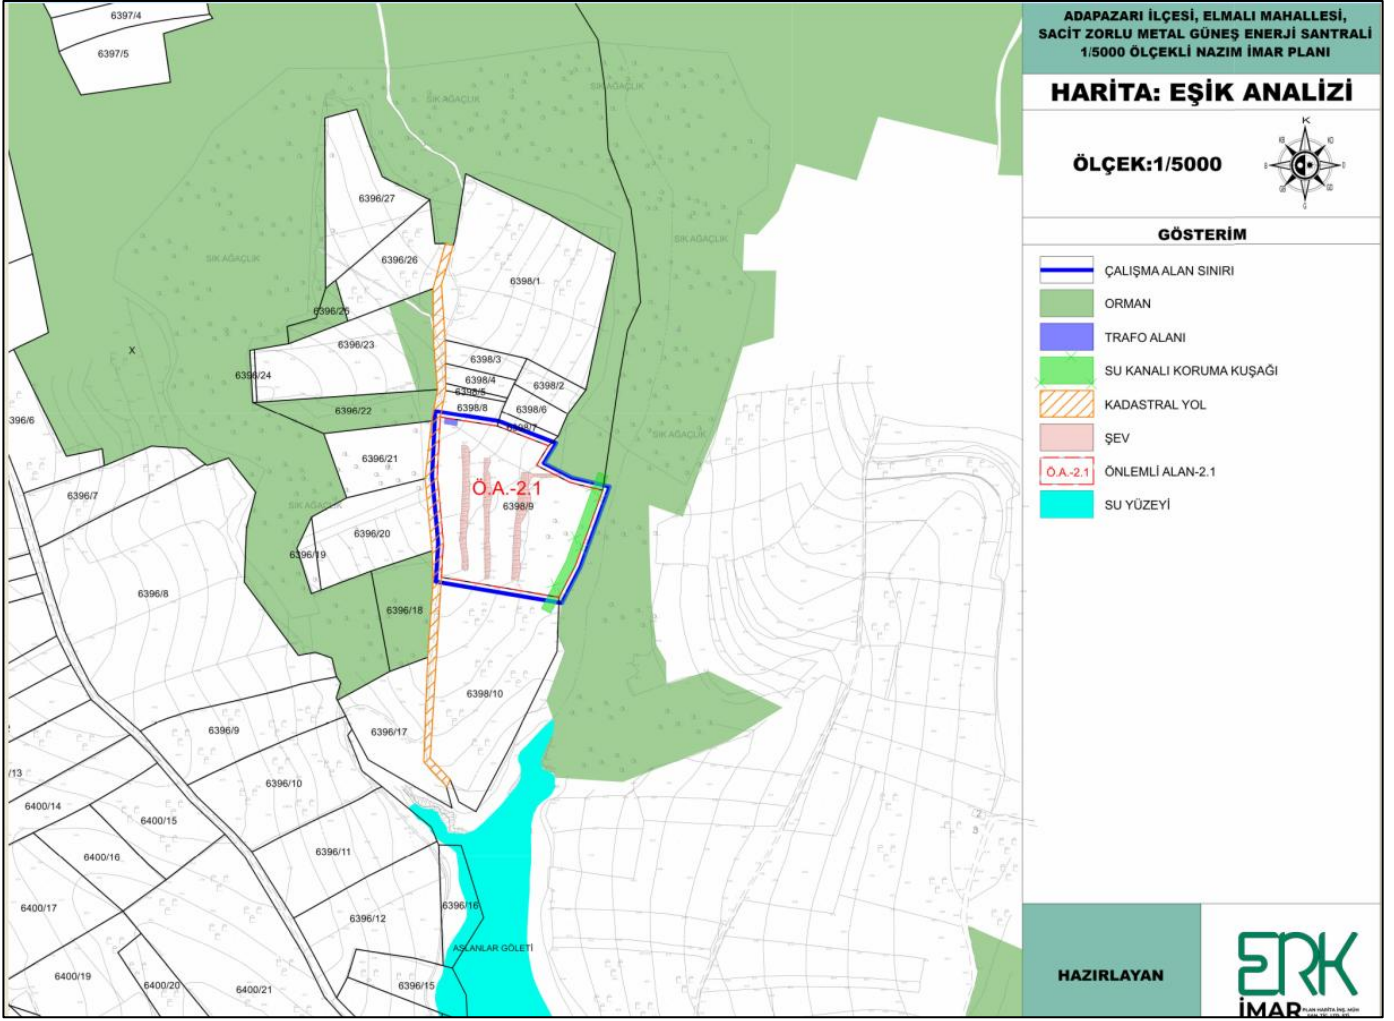 ADAPAZARI İLÇESİ, ELMALI MAHALLESİ,
SACİT ZORLU METAL GÜNEŞ ENERJİ SANTRALİ
1/5000 ÖLÇEKLİ NAZIM İMAR PLANI
HARİTA: EŞİK ANALİZİ
ÖLÇEK:1/5000
K
GÖSTERİM
ÇALIŞMA ALAN SINIRI
ORMAN
TRAFO ALANI
SU KANALI KORUMA KUŞAĞI
KADASTRAL YOL
ŞEV
Ö.A.-2.1 ÖNLEMLİ ALAN-2.1
SU YÜZEYİ
HAZIRLAYAN
ERK
İMAR
6397/4
6397/5
SIK AĞAÇLIK
SIK AĞAÇLIK
6396/27
SIK AĞAÇLIK
SIK AĞAÇLIK
6396/26
6398/1
6396/25
6396/23
X
6398/3
6396/24
6398/4
6398/2
6398/5
6398/8
6398/6
6396/22
396/6
6398/7
SIK AĞAÇLIK
6396/21
6396/7
Ö.A.-2.1
6398/9
SIK AĞAÇLIK
6396/20
6396/19
6396/8
6396/18
6398/10
6396/9
6396/17
/13
6396/10
6400/14
6400/15
6396/11
6400/16
6400/17
6396/16
6396/12
ASLANLAR GÖLETİ
6400/19
6400/20
6400/21
6396/15